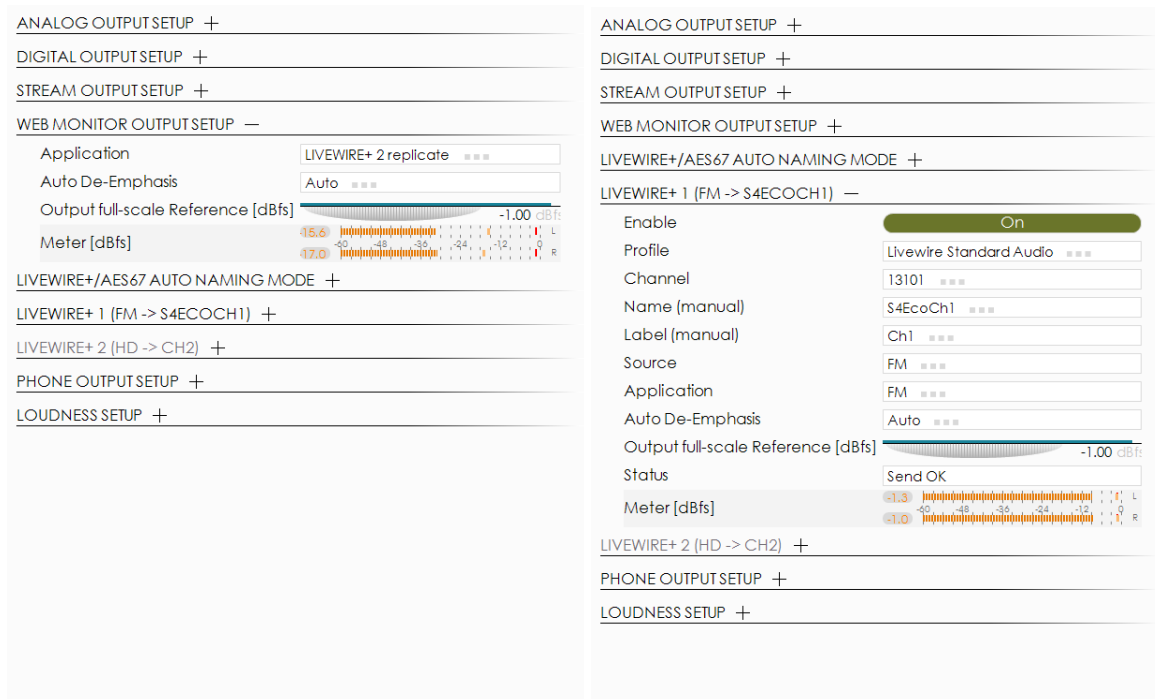 ANALOG OUTPUT SETUP +
DIGITAL OUTPUT SETUP +
STREAM OUTPUT SETUP +
WEB MONITOR OUTPUT SETUP —
Application LIVEWIRE+ 2 replicate
Auto De-Emphasis Auto
Output full-scale Reference [dBfs] -1.00 dBfs
Meter [dBfs]
-15.6 L
-60 -48 -36 -24 -12 0
-17.0 R
LIVEWIRE+/AES67 AUTO NAMING MODE +
LIVEWIRE+ 1 (FM -> S4ECOCH1) +
LIVEWIRE+ 2 (HD -> CH2) +
PHONE OUTPUT SETUP +
LOUDNESS SETUP +
ANALOG OUTPUT SETUP +
DIGITAL OUTPUT SETUP +
STREAM OUTPUT SETUP +
WEB MONITOR OUTPUT SETUP +
LIVEWIRE+/AES67 AUTO NAMING MODE +
LIVEWIRE+ 1 (FM -> S4ECOCH1) —
Enable On
Profile Livewire Standard Audio
Channel 13101
Name (manual) S4EcoCh1
Label (manual) Ch1
Source FM
Application FM
Auto De-Emphasis Auto
Output full-scale Reference [dBfs] -1.00 dBfs
Status Send OK
Meter [dBfs]
-1.3 L
-60 -48 -36 -24 -12 0
-1.0 R
LIVEWIRE+ 2 (HD -> CH2) +
PHONE OUTPUT SETUP +
LOUDNESS SETUP +